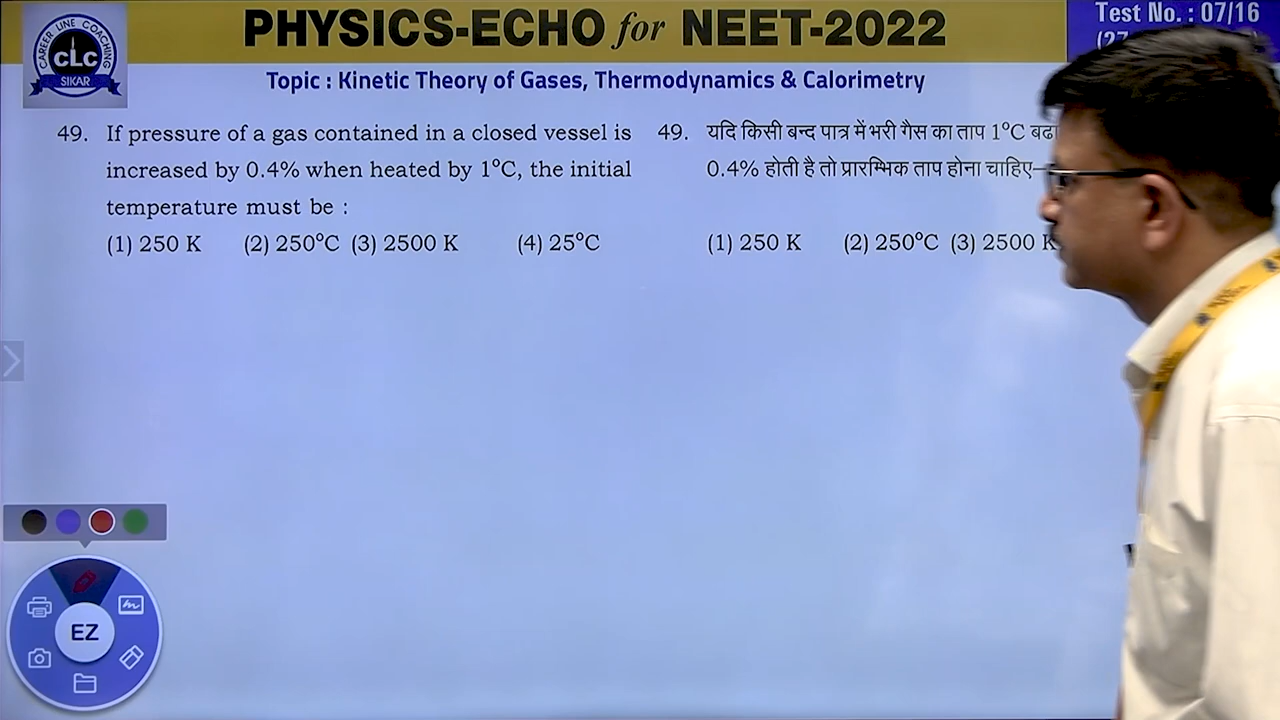 CAREER LINE COACHING
CLC
SIKAR
PHYSICS-ECHO for NEET-2022
Test No. : 07/16
Topic : Kinetic Theory of Gases, Thermodynamics & Calorimetry
49. If pressure of a gas contained in a closed vessel is
increased by 0.4% when heated by 1°C, the initial
temperature must be :
(1) 250 K (2) 250°C (3) 2500 K (4) 25°C
49. यदि किसी बन्द पात्र में भरी गैस का ताप 1°C बढा
0.4% होती है तो प्रारम्भिक ताप होना चाहिए–
(1) 250 K (2) 250°C (3) 2500 K
EZ